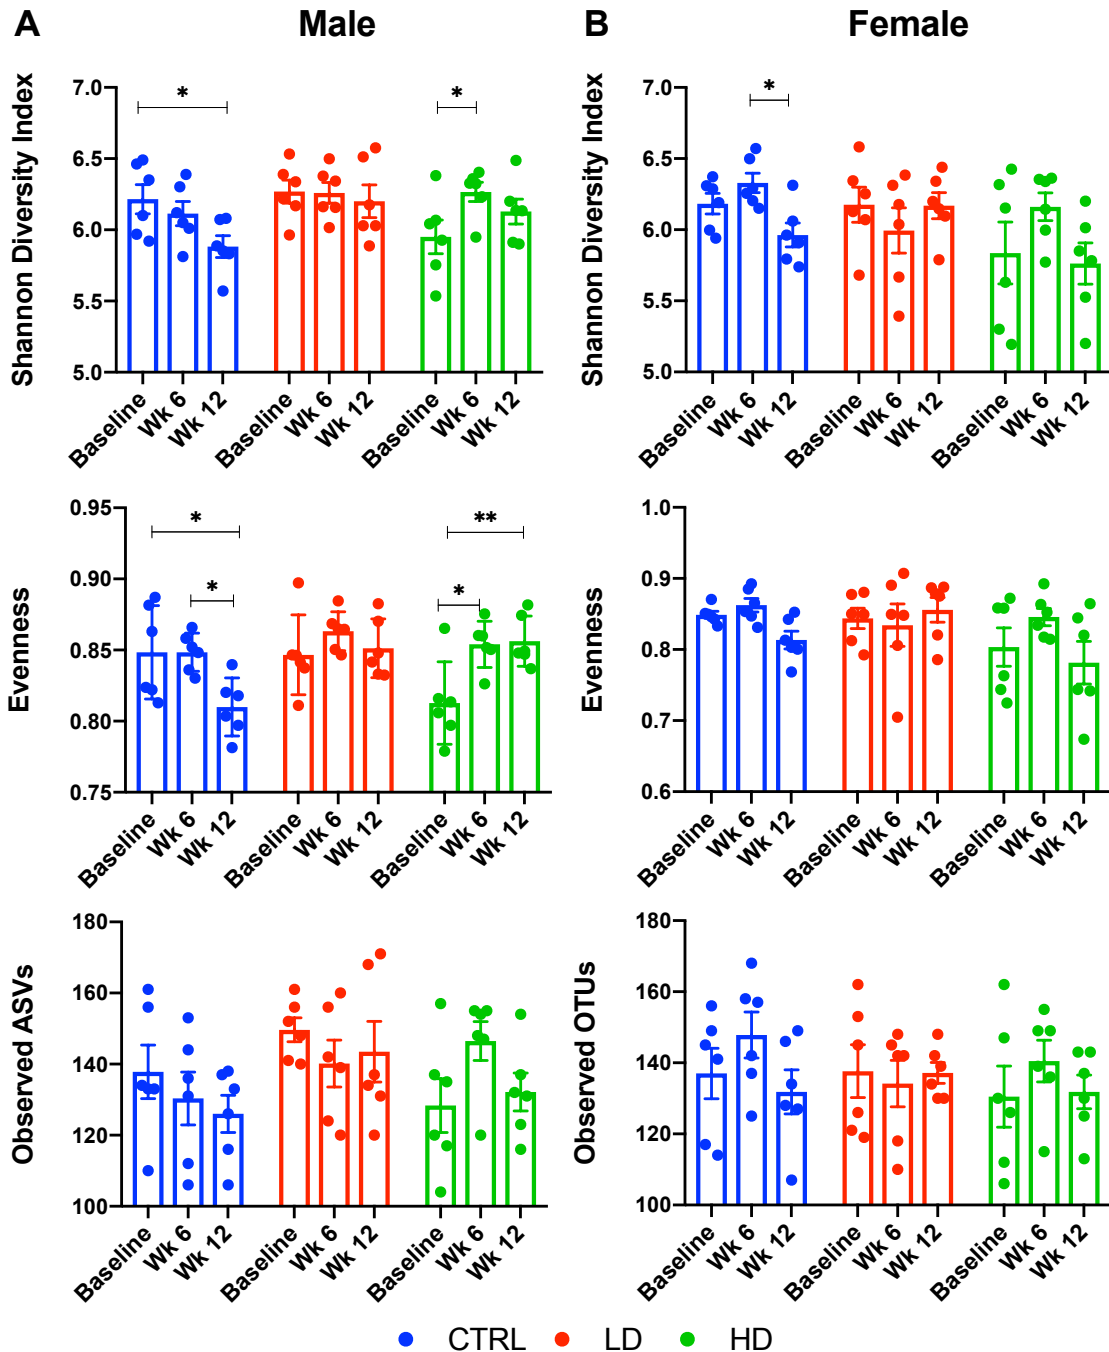 A Male
B Female
Shannon Diversity Index
7.0
6.5
6.0
5.5
5.0
* *
Baseline Wk 6 Wk 12 Baseline Wk 6 Wk 12 Baseline Wk 6 Wk 12
Shannon Diversity Index
7.0
6.5
6.0
5.5
5.0
*
Baseline Wk 6 Wk 12 Baseline Wk 6 Wk 12 Baseline Wk 6 Wk 12
Evenness
0.95
0.90
0.85
0.80
0.75
* **
* *
Baseline Wk 6 Wk 12 Baseline Wk 6 Wk 12 Baseline Wk 6 Wk 12
Evenness
1.0
0.9
0.8
0.7
0.6
Baseline Wk 6 Wk 12 Baseline Wk 6 Wk 12 Baseline Wk 6 Wk 12
Observed ASVs
180
160
140
120
100
Baseline Wk 6 Wk 12 Baseline Wk 6 Wk 12 Baseline Wk 6 Wk 12
Observed OTUs
180
160
140
120
100
Baseline Wk 6 Wk 12 Baseline Wk 6 Wk 12 Baseline Wk 6 Wk 12
CTRL LD HD